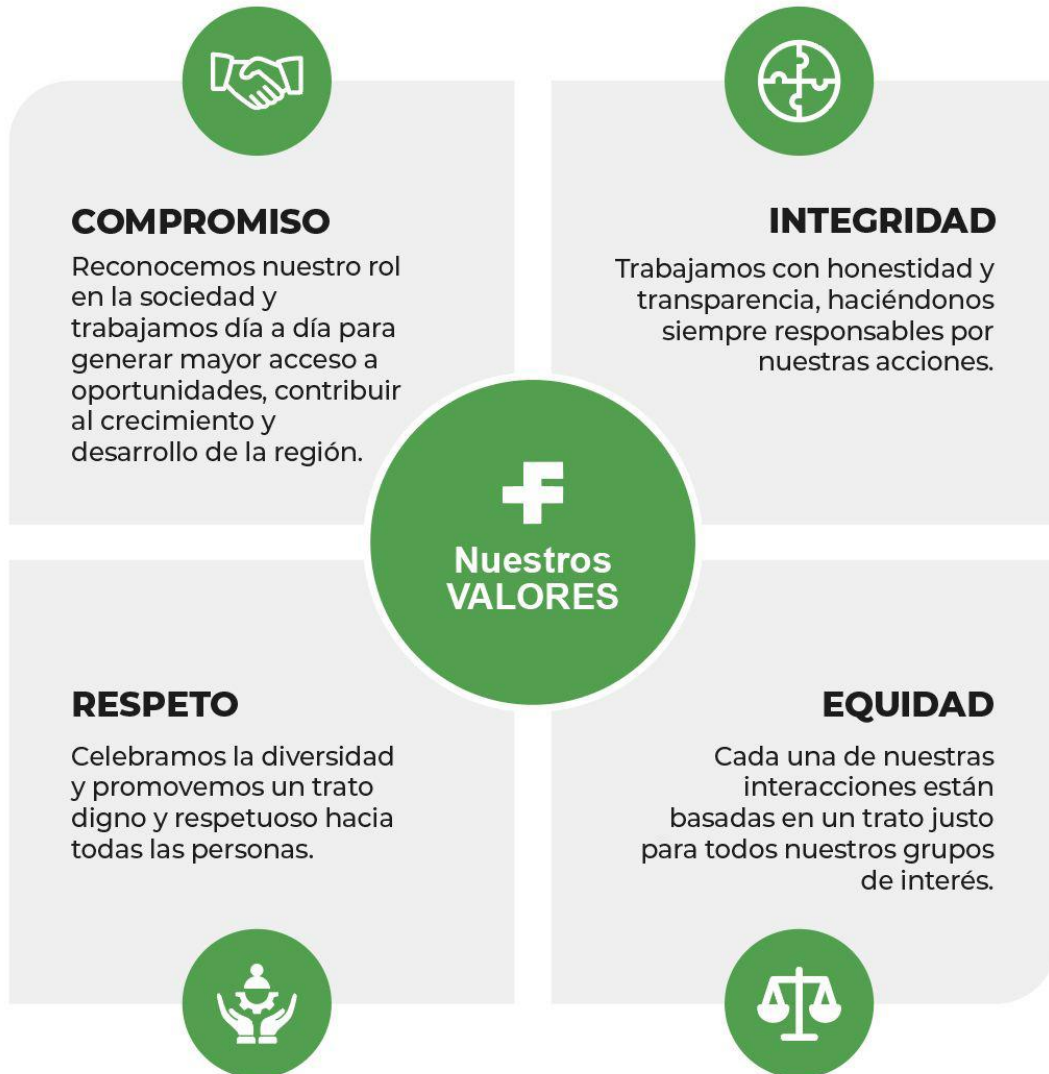 COMPROMISO
Reconocemos nuestro rol
en la sociedad y
trabajamos día a día para
generar mayor acceso a
oportunidades, contribuir
al crecimiento y
desarrollo de la región.
INTEGRIDAD
Trabajamos con honestidad y
transparencia, haciéndonos
siempre responsables por
nuestras acciones.
Nuestros
VALORES
RESPETO
Celebramos la diversidad
y promovemos un trato
digno y respetuoso hacia
todas las personas.
EQUIDAD
Cada una de nuestras
interacciones están
basadas en un trato justo
para todos nuestros grupos
de interés.